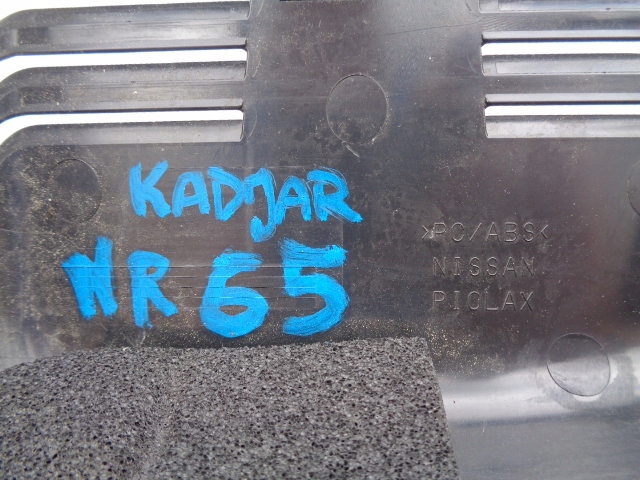 KADJAR
NR 65
>PC/ABS<
NISSAN
PIOLAX